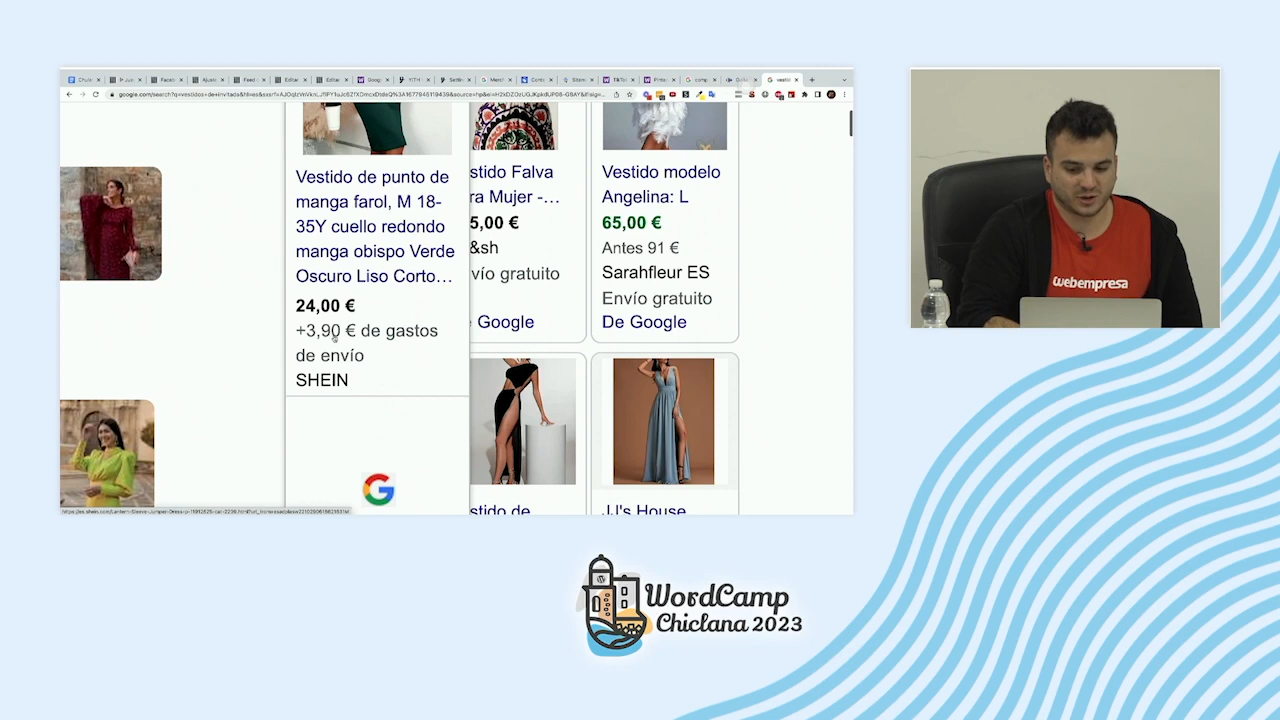 Vestido de punto de
manga farol, M 18-
35Y cuello redondo
manga obispo Verde
Oscuro Liso Corto...
24,00 €
+3,90 € de gastos
de envío
SHEIN
stido Falva
ra Mujer -...
5,00 €
&sh
vío gratuito
Google
Vestido modelo
Angelina: L
65,00 €
Antes 91 €
Sarahfleur ES
Envío gratuito
De Google
stido de
JJ's House
webempresa
WordCamp
Chiclana 2023